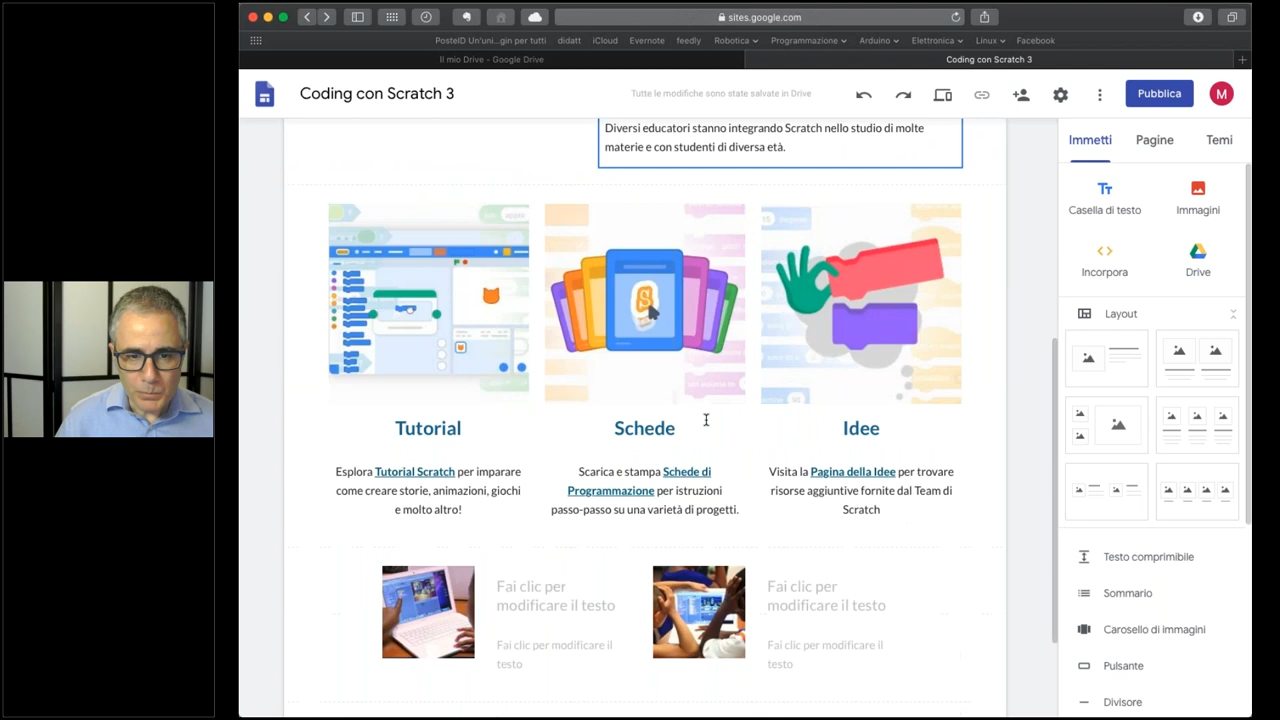 sites.google.com
PosteID Un'uni...gin per tutti didatt iCloud Evernote feedly Robotica Programmazione Arduino Elettronica Linux Facebook
Il mio Drive - Google Drive
Coding con Scratch 3
Coding con Scratch 3
Tutte le modifiche sono state salvate in Drive
Pubblica
M
Diversi educatori stanno integrando Scratch nello studio di molte
materie e con studenti di diversa età.
Tutorial
Esplora Tutorial Scratch per imparare
come creare storie, animazioni, giochi
e molto altro!
Schede
Scarica e stampa Schede di
Programmazione per istruzioni
passo-passo su una varietà di progetti.
Idee
Visita la Pagina della Idee per trovare
risorse aggiuntive fornite dal Team di
Scratch
Fai clic per
modificare il testo
Fai clic per modificare il
testo
Fai clic per
modificare il testo
Fai clic per modificare il
testo
Immetti Pagine Temi
Casella di testo
Immagini
Incorpora
Drive
Layout
Testo comprimibile
Sommario
Carosello di immagini
Pulsante
Divisore